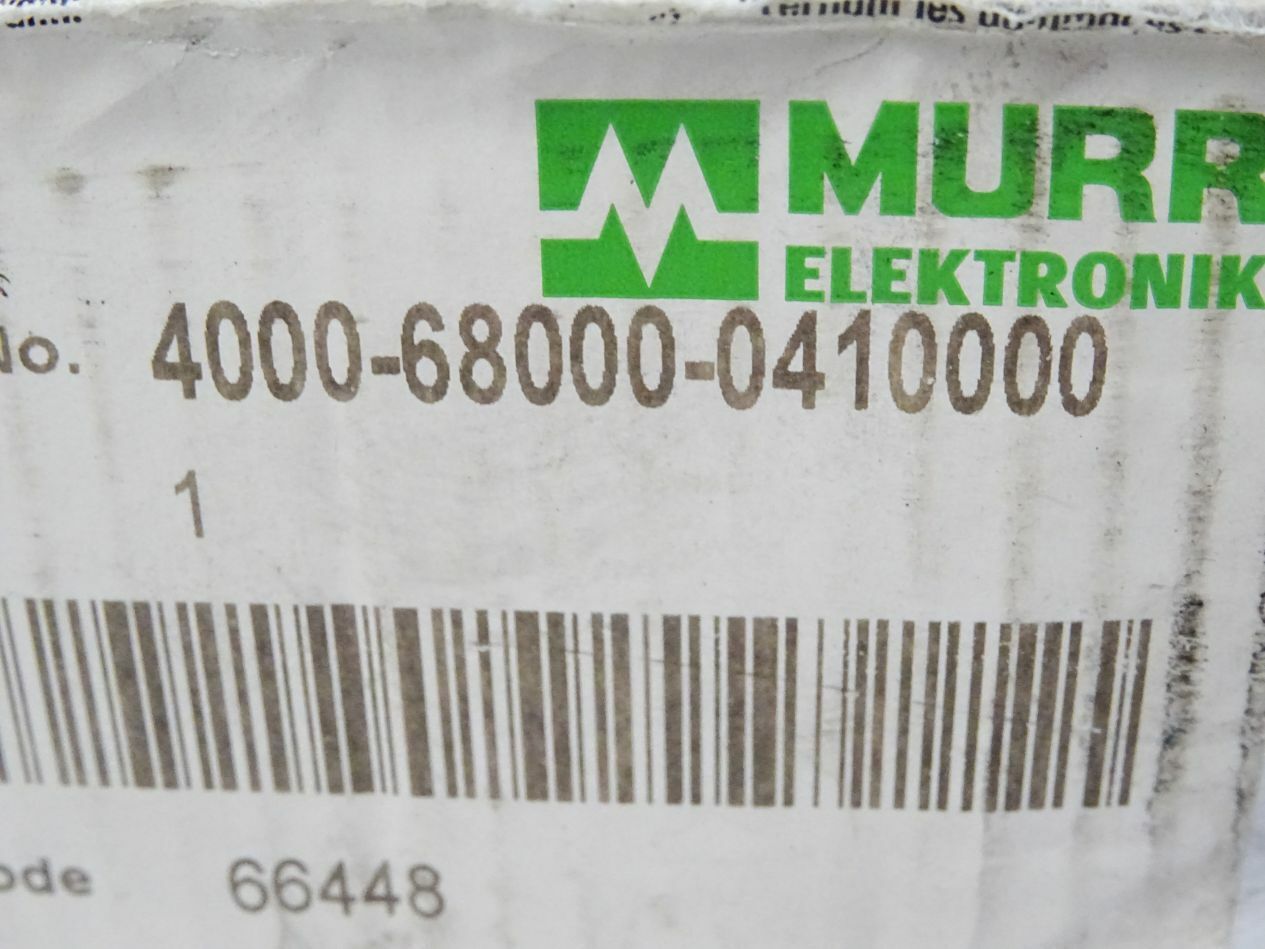 MURR
ELEKTRONIK
No. 4000-68000-0410000
1
ode 66448